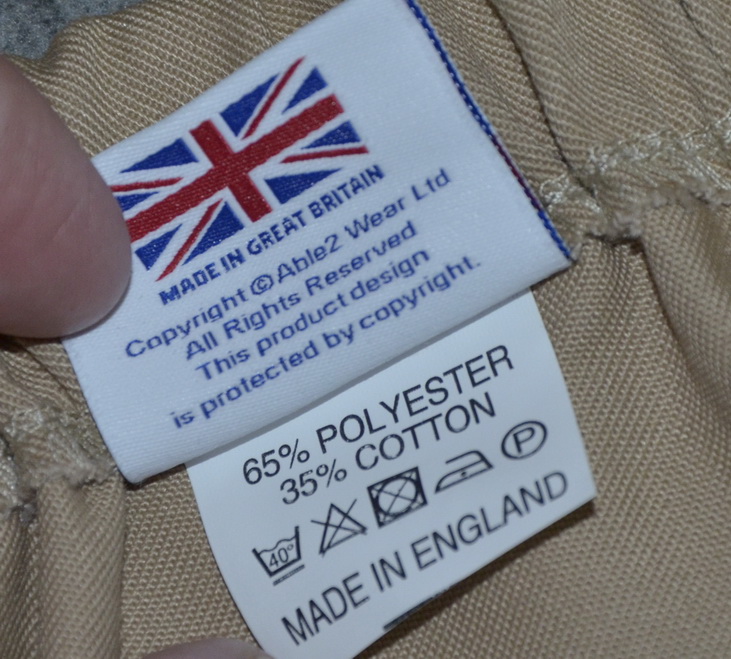 MADE IN GREAT BRITAIN
Copyright © Able2 Wear Ltd
All Rights Reserved
This product design
is protected by copyright.
65% POLYESTER
35% COTTON
40° P
MADE IN ENGLAND